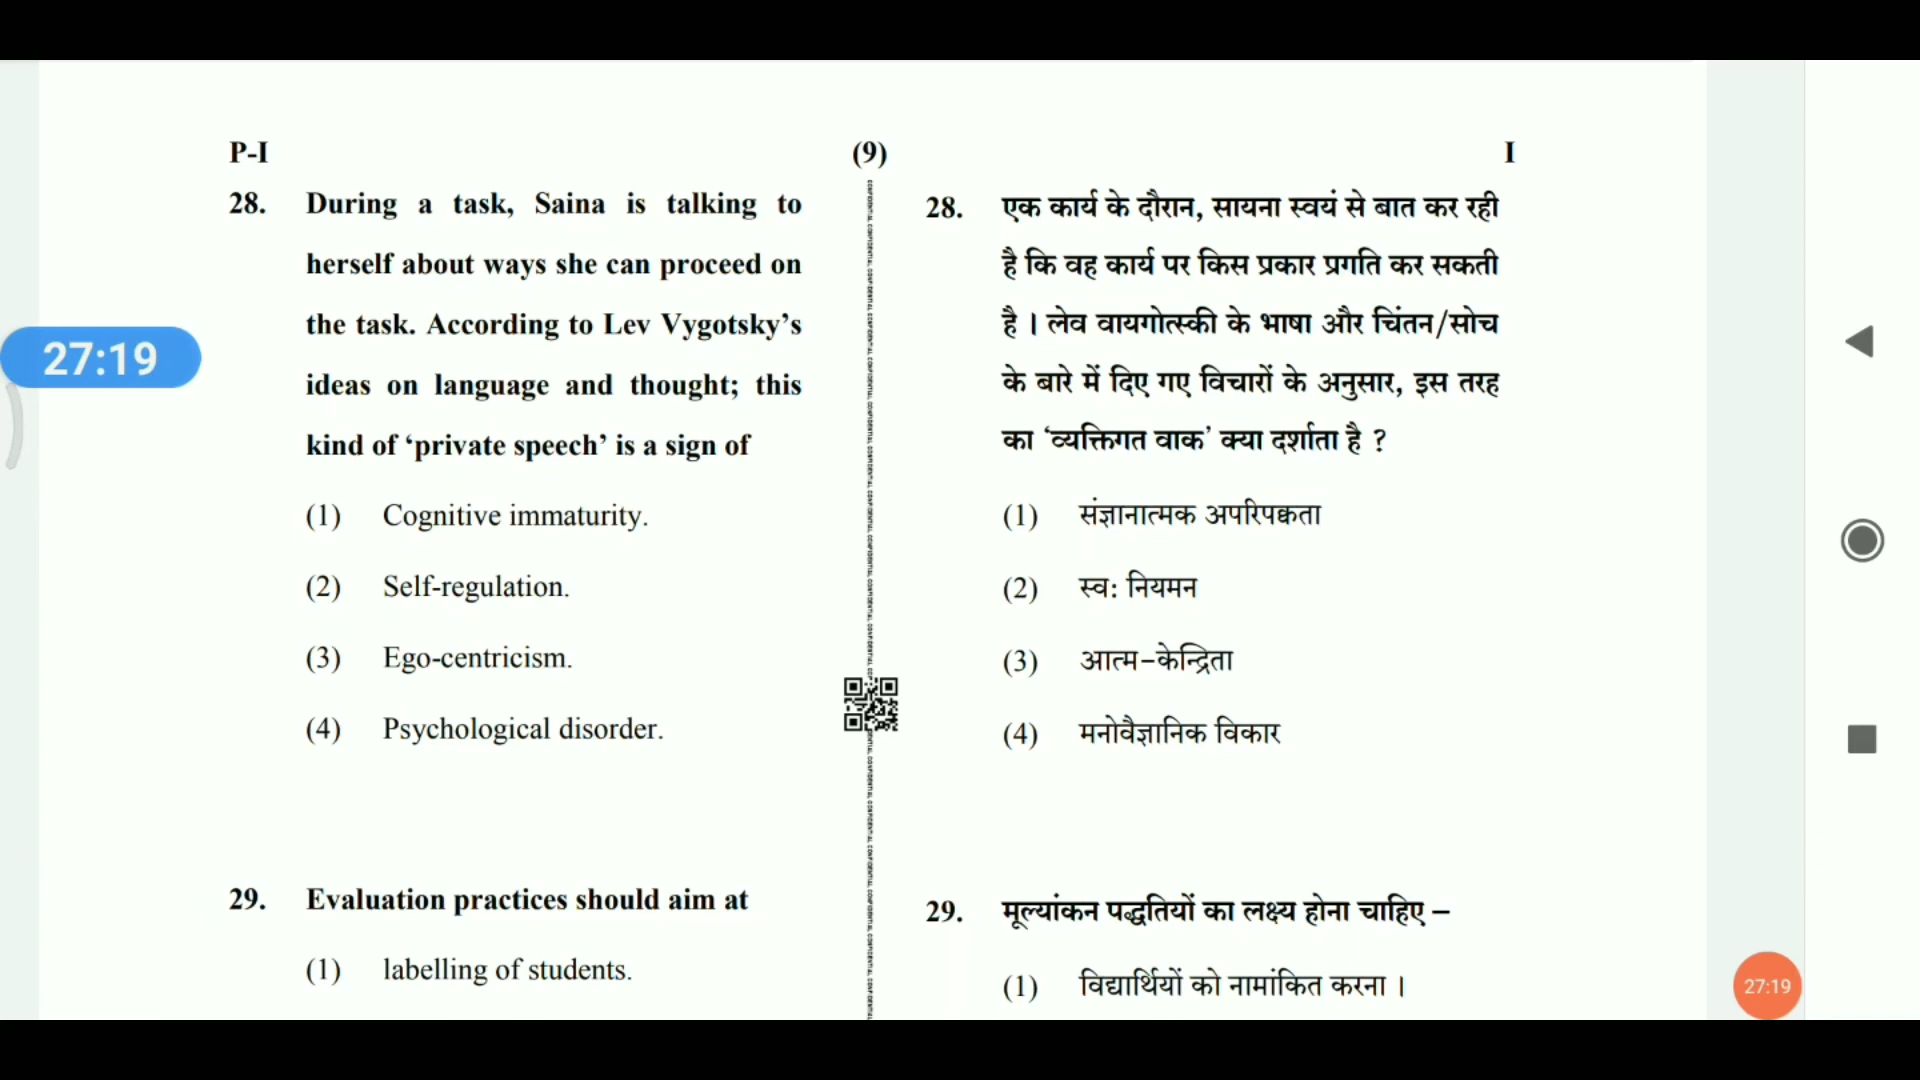 P-I (9) I
28. During a task, Saina is talking to
herself about ways she can proceed on
the task. According to Lev Vygotsky’s
ideas on language and thought; this
kind of ‘private speech’ is a sign of
(1) Cognitive immaturity.
(2) Self-regulation.
(3) Ego-centricism.
(4) Psychological disorder.
29. Evaluation practices should aim at
(1) labelling of students.
28. एक कार्य के दौरान, सायना स्वयं से बात कर रही
है कि वह कार्य पर किस प्रकार प्रगति कर सकती
है । लेव वायगोत्स्की के भाषा और चिंतन/सोच
के बारे में दिए गए विचारों के अनुसार, इस तरह
का ‘व्यक्तिगत वाक’ क्या दर्शाता है ?
(1) संज्ञानात्मक अपरिपक्वता
(2) स्व: नियमन
(3) आत्म-केन्द्रिता
(4) मनोवैज्ञानिक विकार
29. मूल्यांकन पद्धतियों का लक्ष्य होना चाहिए –
(1) विद्यार्थियों को नामांकित करना ।
27:19
27:19